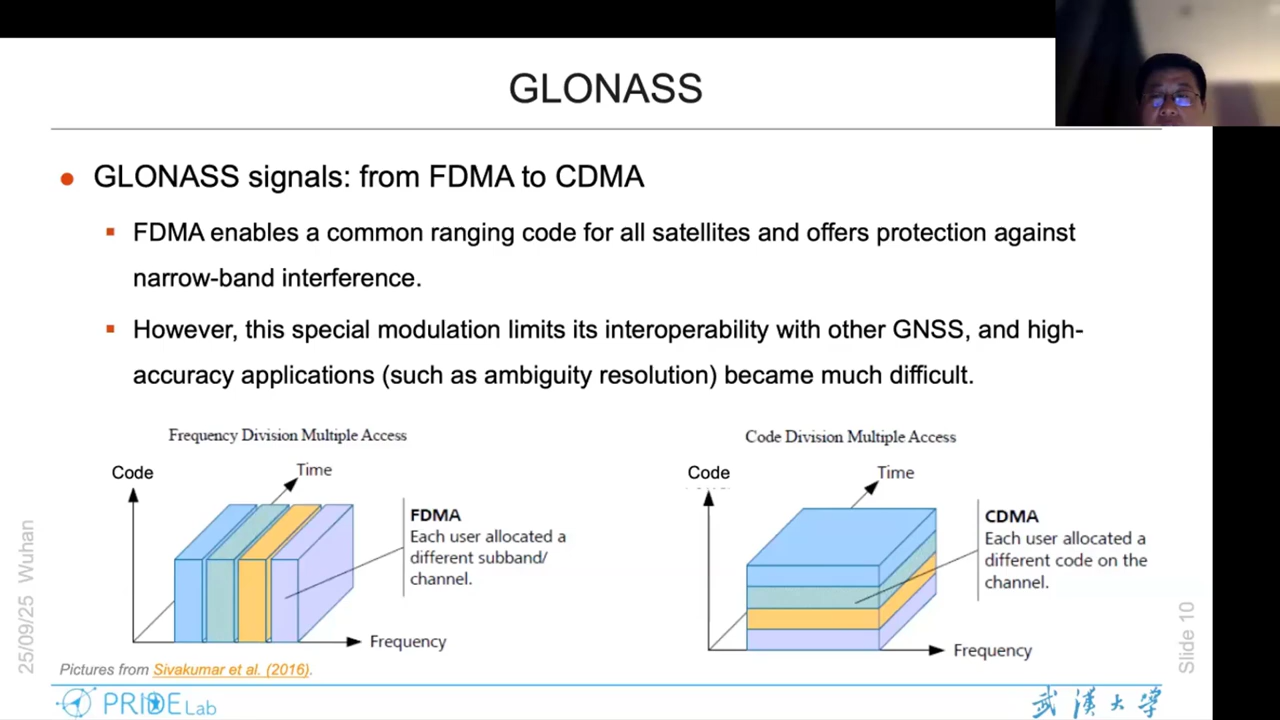 GLONASS
GLONASS signals: from FDMA to CDMA
FDMA enables a common ranging code for all satellites and offers protection against
narrow-band interference.
However, this special modulation limits its interoperability with other GNSS, and high-
accuracy applications (such as ambiguity resolution) became much difficult.
Frequency Division Multiple Access
Code
Time
FDMA
Each user allocated a
different subband/
channel.
Frequency
Code Division Multiple Access
Code
Time
CDMA
Each user allocated a
different code on the
channel.
Frequency
Pictures from Sivakumar et al. (2016).
25/09/25 Wuhan
Slide 10
PRIDE Lab
武汉大学